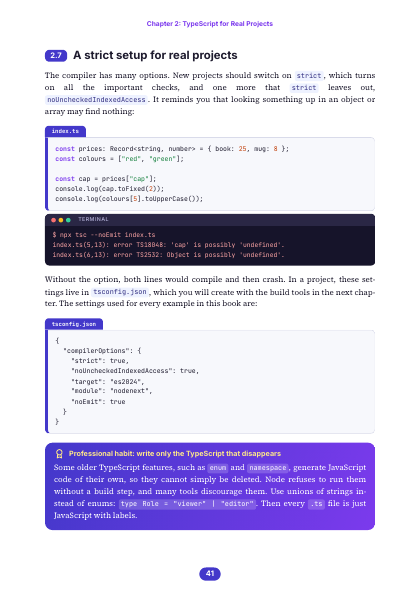 Chapter 2: TypeScript for Real Projects
2.7 A strict setup for real projects
The compiler has many options. New projects should switch on strict, which turns
on all the important checks, and one more that strict leaves out,
noUncheckedIndexedAccess. It reminds you that looking something up in an object or
array may find nothing:
index.ts
const prices: Record<string, number> = { book: 25, mug: 8 };
const colours = ["red", "green"];
const cap = prices["cap"];
console.log(cap.toFixed(2));
console.log(colours[5].toUpperCase());
TERMINAL
$ npx tsc --noEmit index.ts
index.ts(5,13): error TS18048: 'cap' is possibly 'undefined'.
index.ts(6,13): error TS2532: Object is possibly 'undefined'.
Without the option, both lines would compile and then crash. In a project, these set-
tings live in tsconfig.json, which you will create with the build tools in the next chap-
ter. The settings used for every example in this book are:
tsconfig.json
{
"compilerOptions": {
"strict": true,
"noUncheckedIndexedAccess": true,
"target": "es2024",
"module": "nodenext",
"noEmit": true
}
}
Professional habit: write only the TypeScript that disappears
Some older TypeScript features, such as enum and namespace, generate JavaScript
code of their own, so they cannot simply be deleted. Node refuses to run them
without a build step, and many tools discourage them. Use unions of strings in-
stead of enums: type Role = "viewer" | "editor". Then every .ts file is just
JavaScript with labels.
41